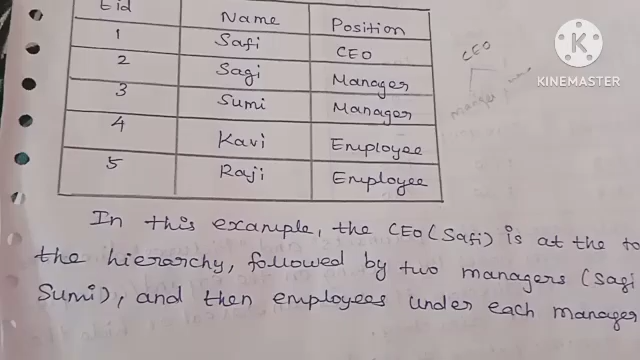 Eid Name Position
1 Safi CEO
2 Sagi Manager
3 Sumi Manager
4 Kavi Employee
5 Raji Employee
CEO
manager
KINEMASTER
In this example, the CEO (Safi) is at the to
the hierarchy, followed by two managers (Sagi
Sumi), and then employees under each manager